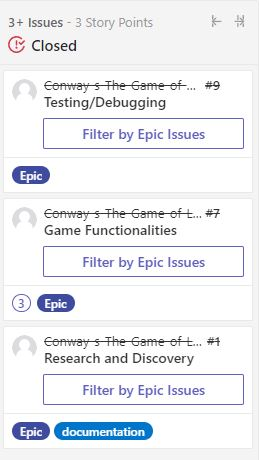 3+ Issues - 3 Story Points
Closed
Conway s The Game of ... #9
Testing/Debugging
Filter by Epic Issues
Epic
Conway s The Game of L... #7
Game Functionalities
Filter by Epic Issues
3 Epic
Conway s The Game of L... #1
Research and Discovery
Filter by Epic Issues
Epic documentation